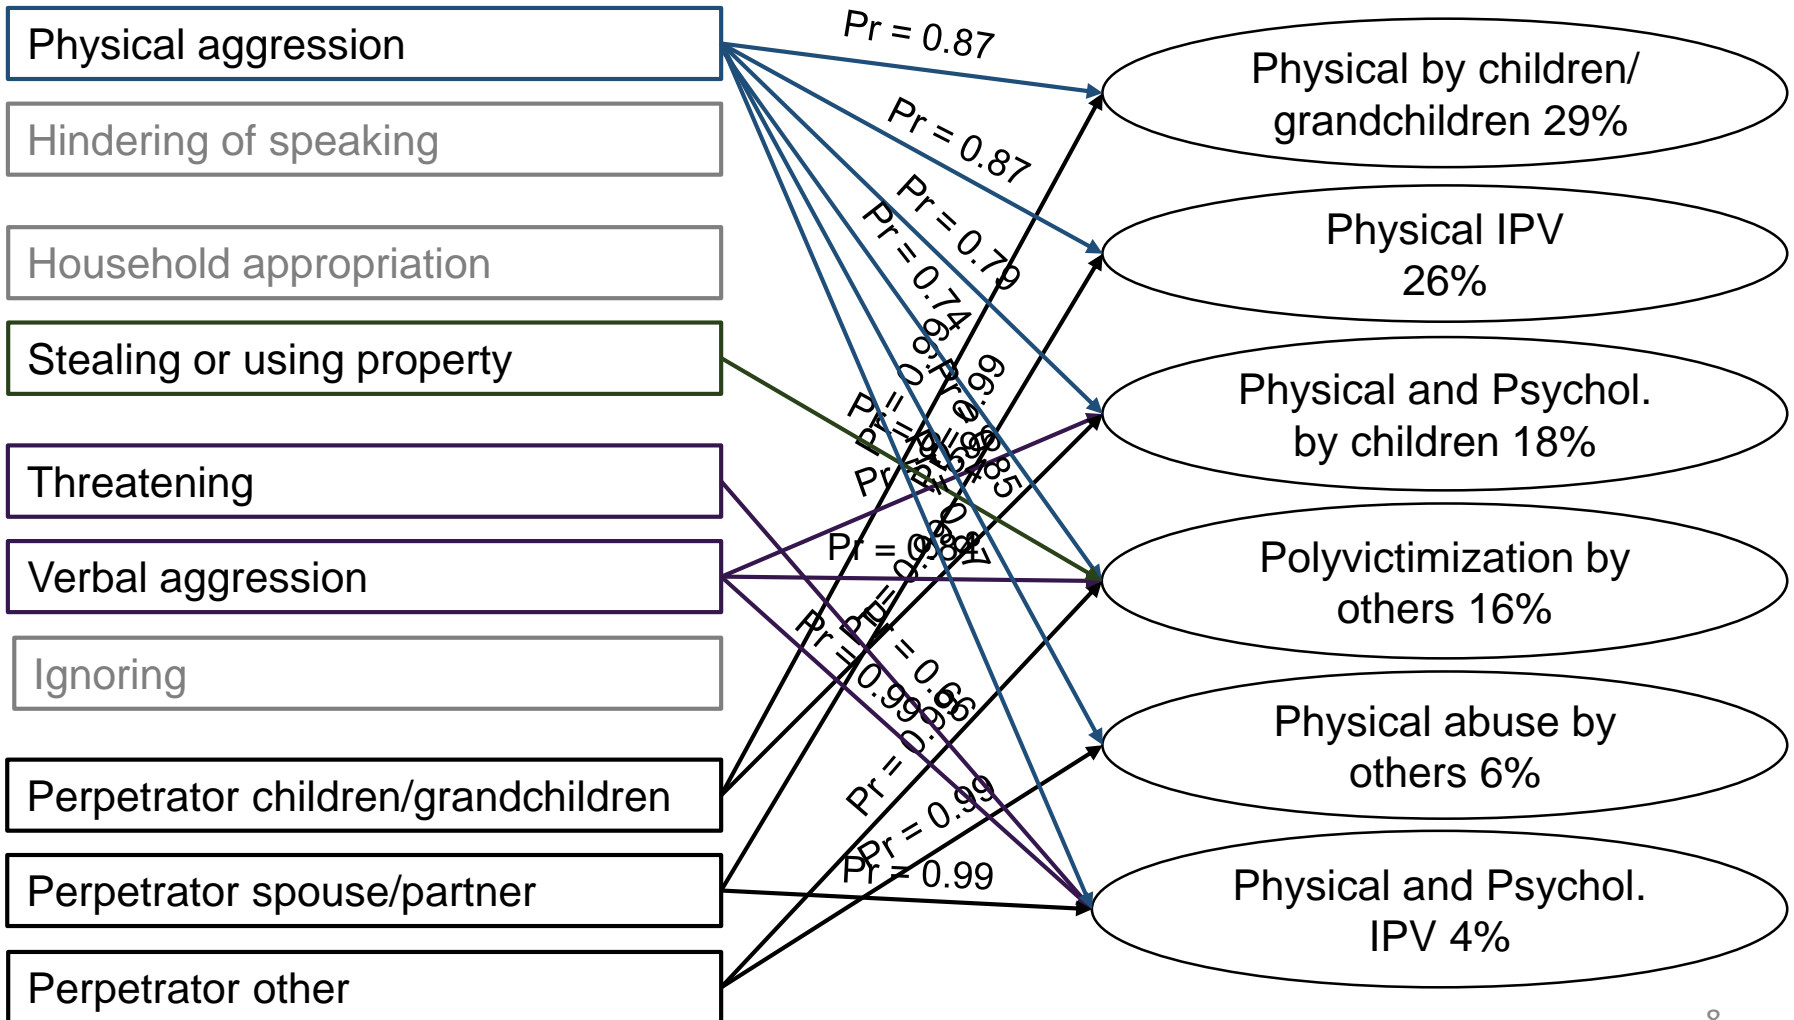 Physical aggression
Hindering of speaking
Household appropriation
Stealing or using property
Threatening
Verbal aggression
Ignoring
Perpetrator children/grandchildren
Perpetrator spouse/partner
Perpetrator other
Pr = 0.87
Pr = 0.87
Pr = 0.79
Pr = 0.74
Pr = 0.84
Pr = 0.66
Pr = 0.99
Pr = 0.99
Pr = 0.99
Physical by children/
grandchildren 29%
Physical IPV
26%
Physical and Psychol.
by children 18%
Polyvictimization by
others 16%
Physical abuse by
others 6%
Physical and Psychol.
IPV 4%